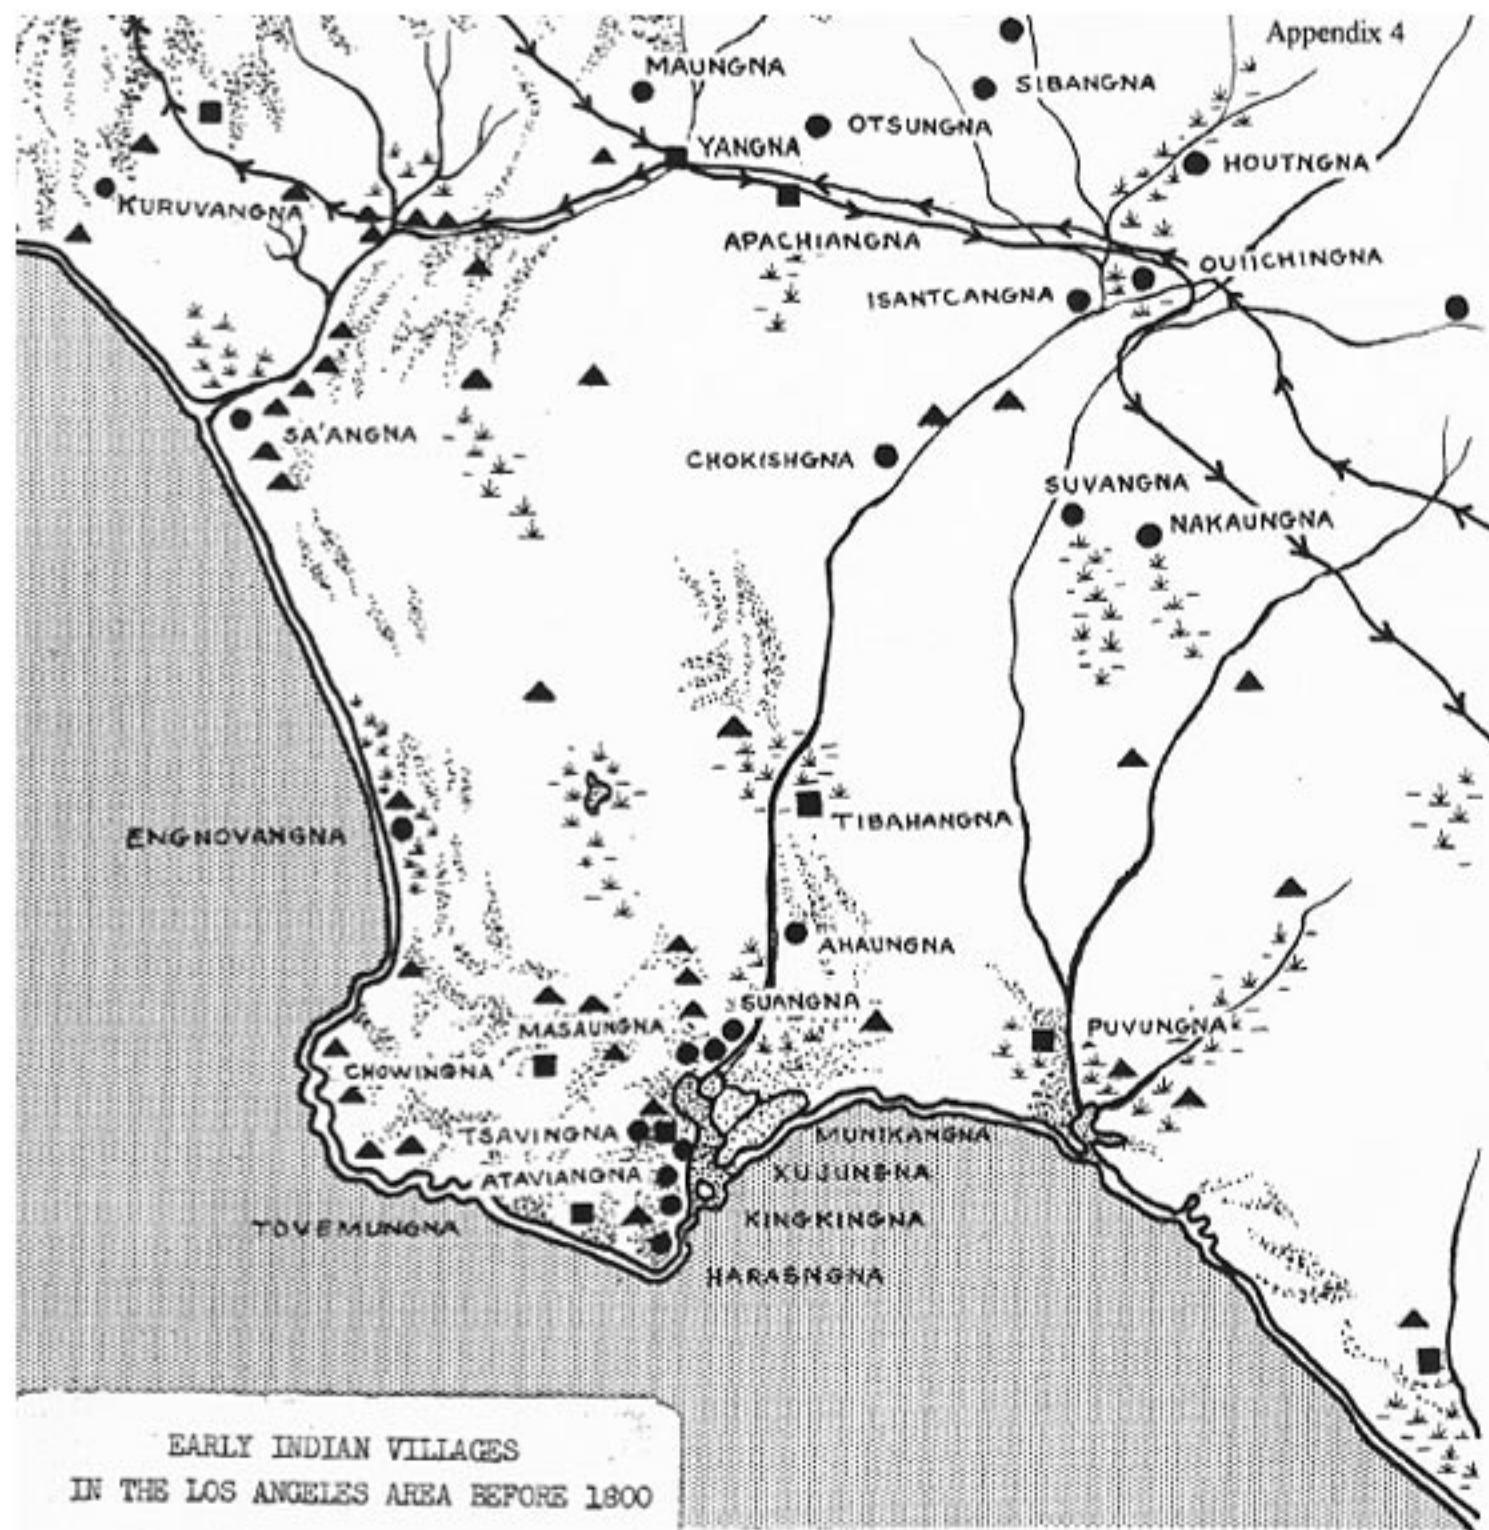 Appendix 4
MAUNGNA
SIBANGNA
OTSUNGNA
YANGNA
HOUTNGNA
KURUVANGNA
APACHIANGNA
OUIICHINGNA
ISANTCANGNA
SA'ANGNA
CHOKISHGNA
SUVANGNA
NAKAUNGNA
TIBAHANGNA
ENGNOVANGNA
AHAUNGNA
SUANGNA
MASAUNGNA
PUVUNGNA
CHOWINGNA
TSAVINGNA
MUNIKANGNA
ATAVIANGNA
XUJUNGNA
TOVEMUNGNA
KINGKINGNA
HARASNGNA
EARLY INDIAN VILLAGES
IN THE LOS ANGELES AREA BEFORE 1800